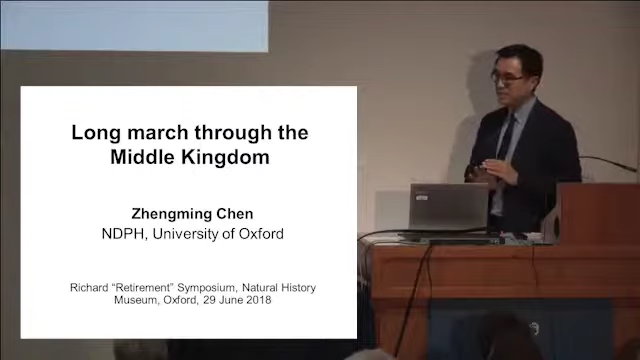 Long march through the
Middle Kingdom
Zhengming Chen
NDPH, University of Oxford
Richard “Retirement” Symposium, Natural History
Museum, Oxford, 29 June 2018